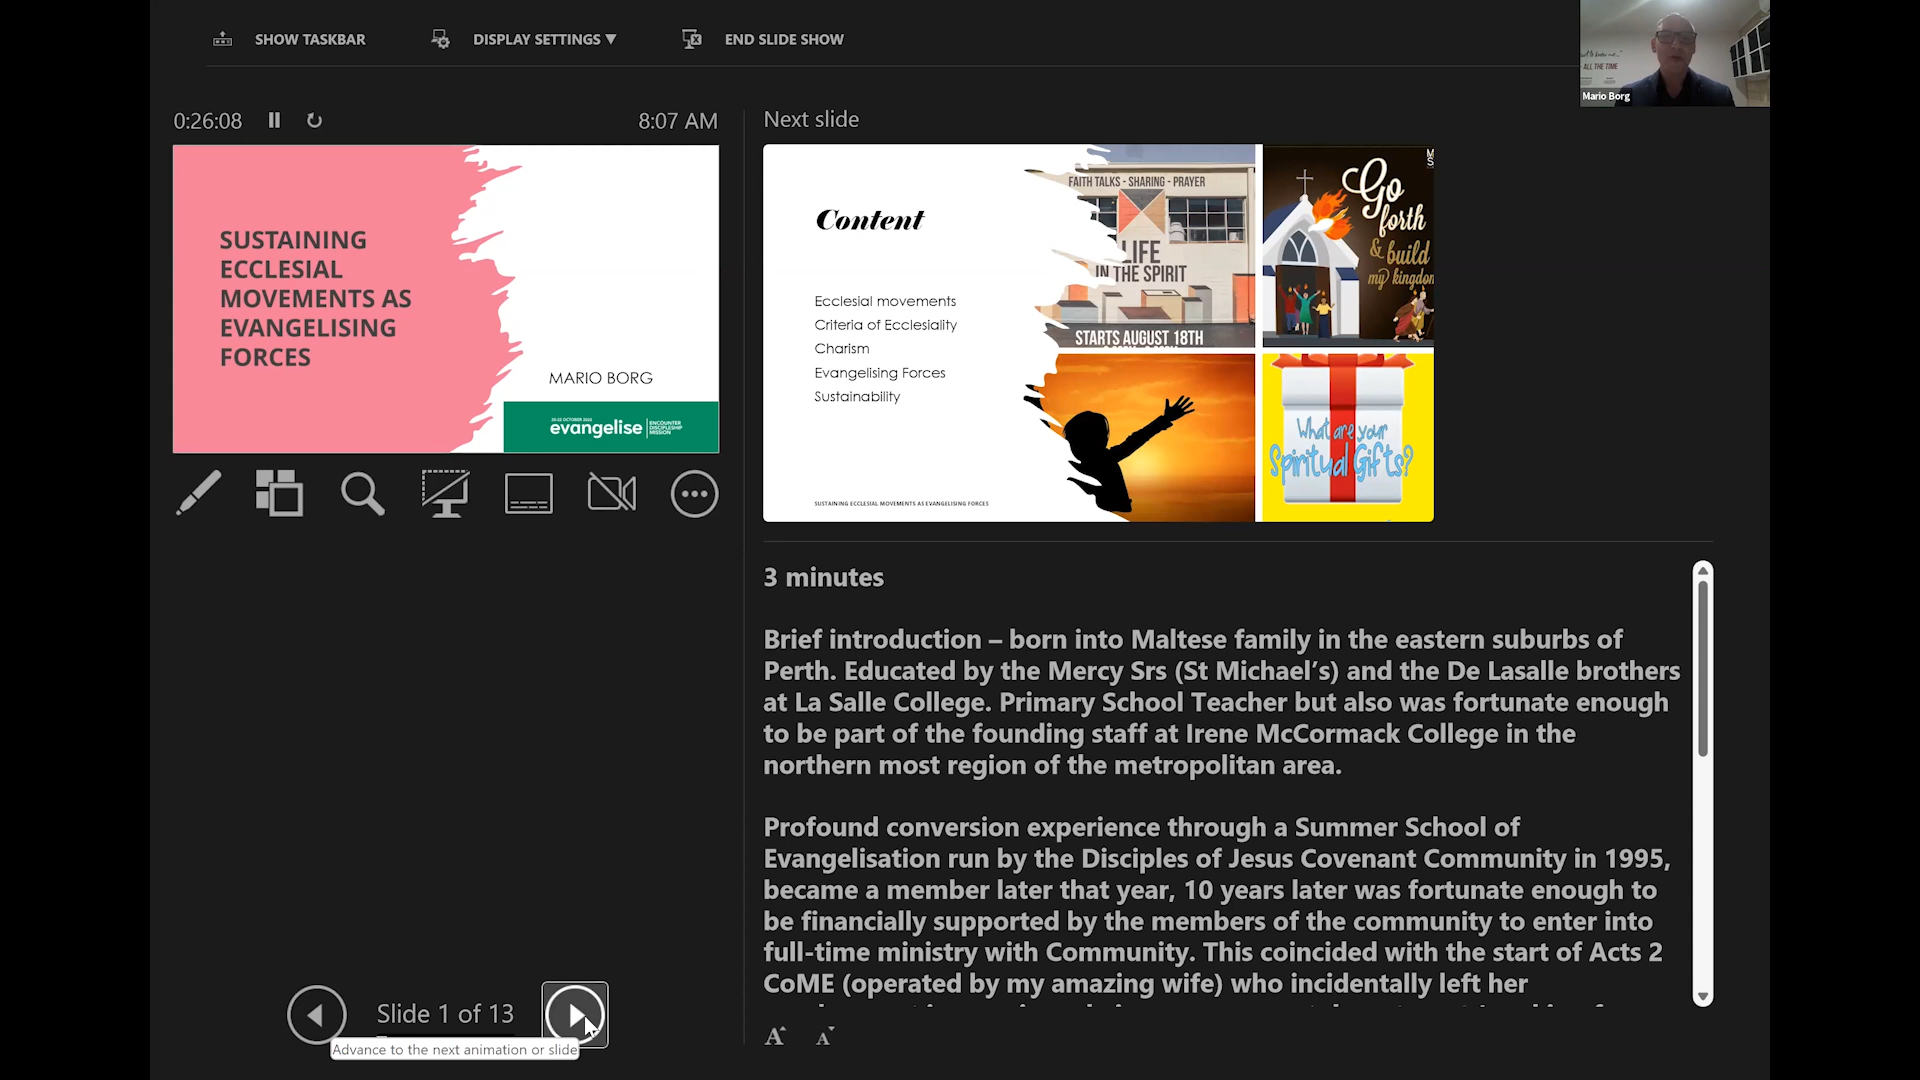 SHOW TASKBAR
DISPLAY SETTINGS
END SLIDE SHOW
ALL THE TIME
Mario Borg
0:26:08
8:07 AM
SUSTAINING
ECCLESIAL
MOVEMENTS AS
EVANGELISING
FORCES
MARIO BORG
20-22 OCTOBER 2023
evangelise
ENCOUNTER
DISCIPLESHIP
MISSION
Next slide
Content
Ecclesial movements
Criteria of Ecclesiality
Charism
Evangelising Forces
Sustainability
SUSTAINING ECCLESIAL MOVEMENTS AS EVANGELISING FORCES
FAITH TALKS - SHARING - PRAYER
LIFE
IN THE SPIRIT
STARTS AUGUST 18TH
Go
forth
& build
my kingdom
What are your
Spiritual Gifts?
3 minutes
Brief introduction – born into Maltese family in the eastern suburbs of
Perth. Educated by the Mercy Srs (St Michael’s) and the De Lasalle brothers
at La Salle College. Primary School Teacher but also was fortunate enough
to be part of the founding staff at Irene McCormack College in the
northern most region of the metropolitan area.
Profound conversion experience through a Summer School of
Evangelisation run by the Disciples of Jesus Covenant Community in 1995,
became a member later that year, 10 years later was fortunate enough to
be financially supported by the members of the community to enter into
full-time ministry with Community. This coincided with the start of Acts 2
CoME (operated by my amazing wife) who incidentally left her
Slide 1 of 13
Advance to the next animation or slide
A A